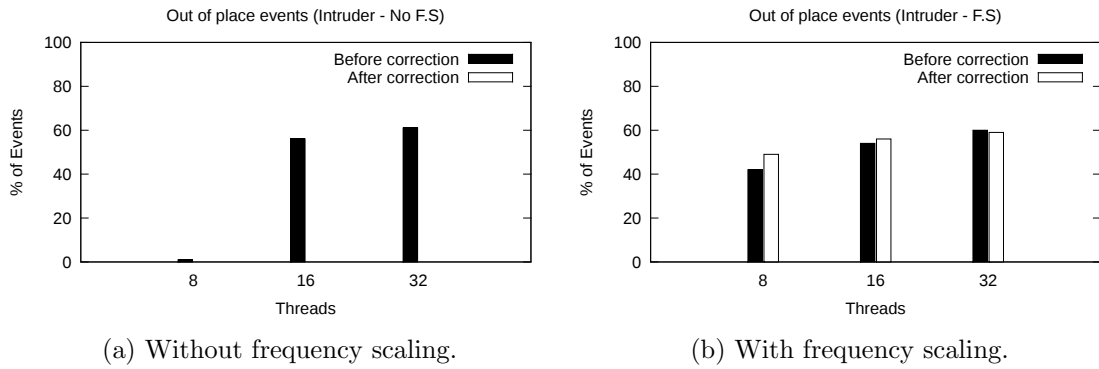 Out of place events (Intruder - No F.S)
100
80
60
40
20
0
% of Events
Before correction
After correction
8 16 32
Threads
(a) Without frequency scaling.
Out of place events (Intruder - F.S)
100
80
60
40
20
0
% of Events
Before correction
After correction
8 16 32
Threads
(b) With frequency scaling.